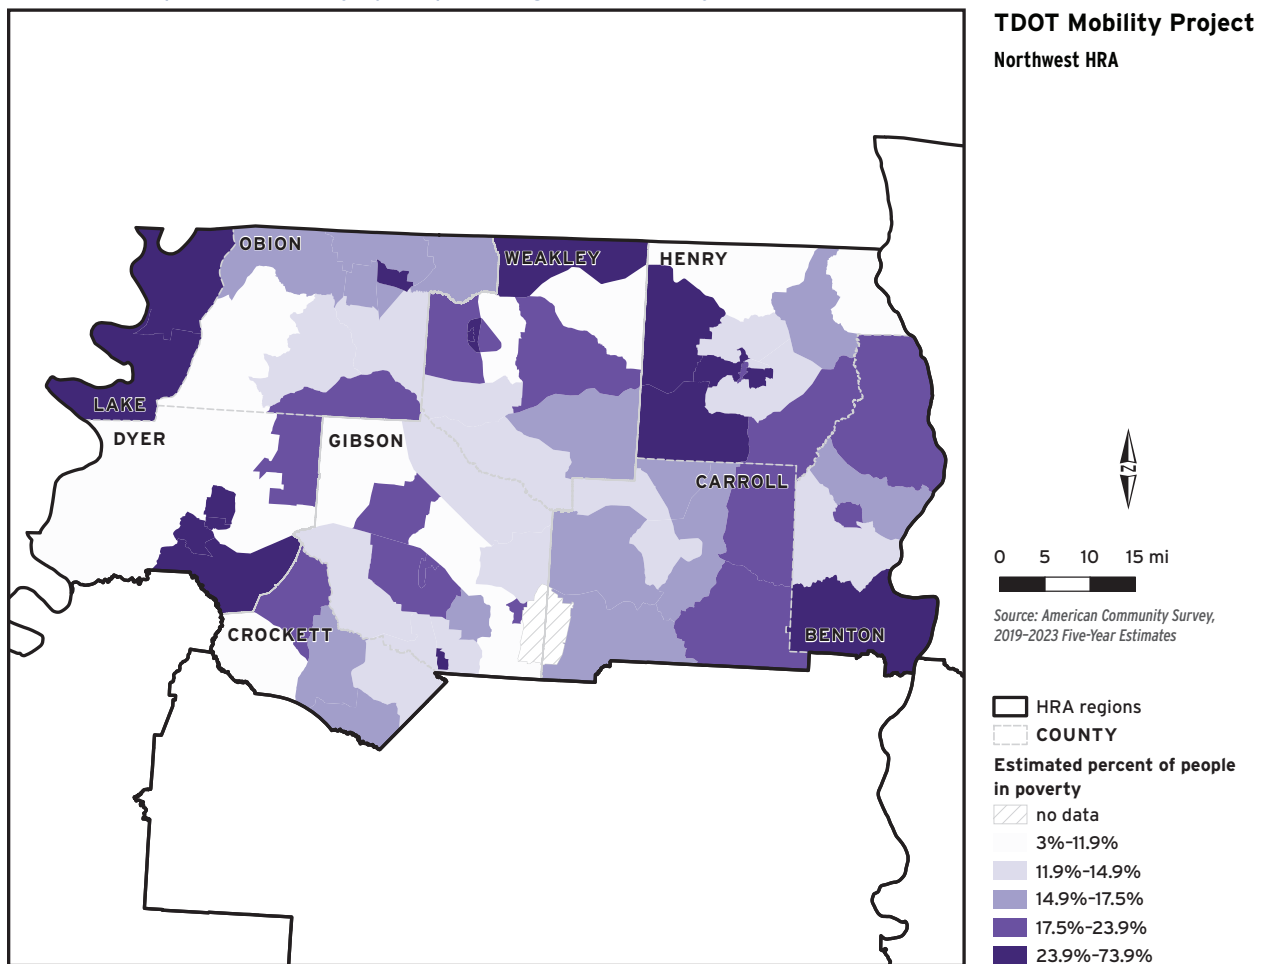 TDOT Mobility Project
Northwest HRA
OBION
WEAKLEY
HENRY
LAKE
DYER
GIBSON
CARROLL
CROCKETT
BENTON
N
0 5 10 15 mi
Source: American Community Survey,
2019–2023 Five-Year Estimates
HRA regions
COUNTY
Estimated percent of people
in poverty
no data
3%–11.9%
11.9%–14.9%
14.9%–17.5%
17.5%–23.9%
23.9%–73.9%